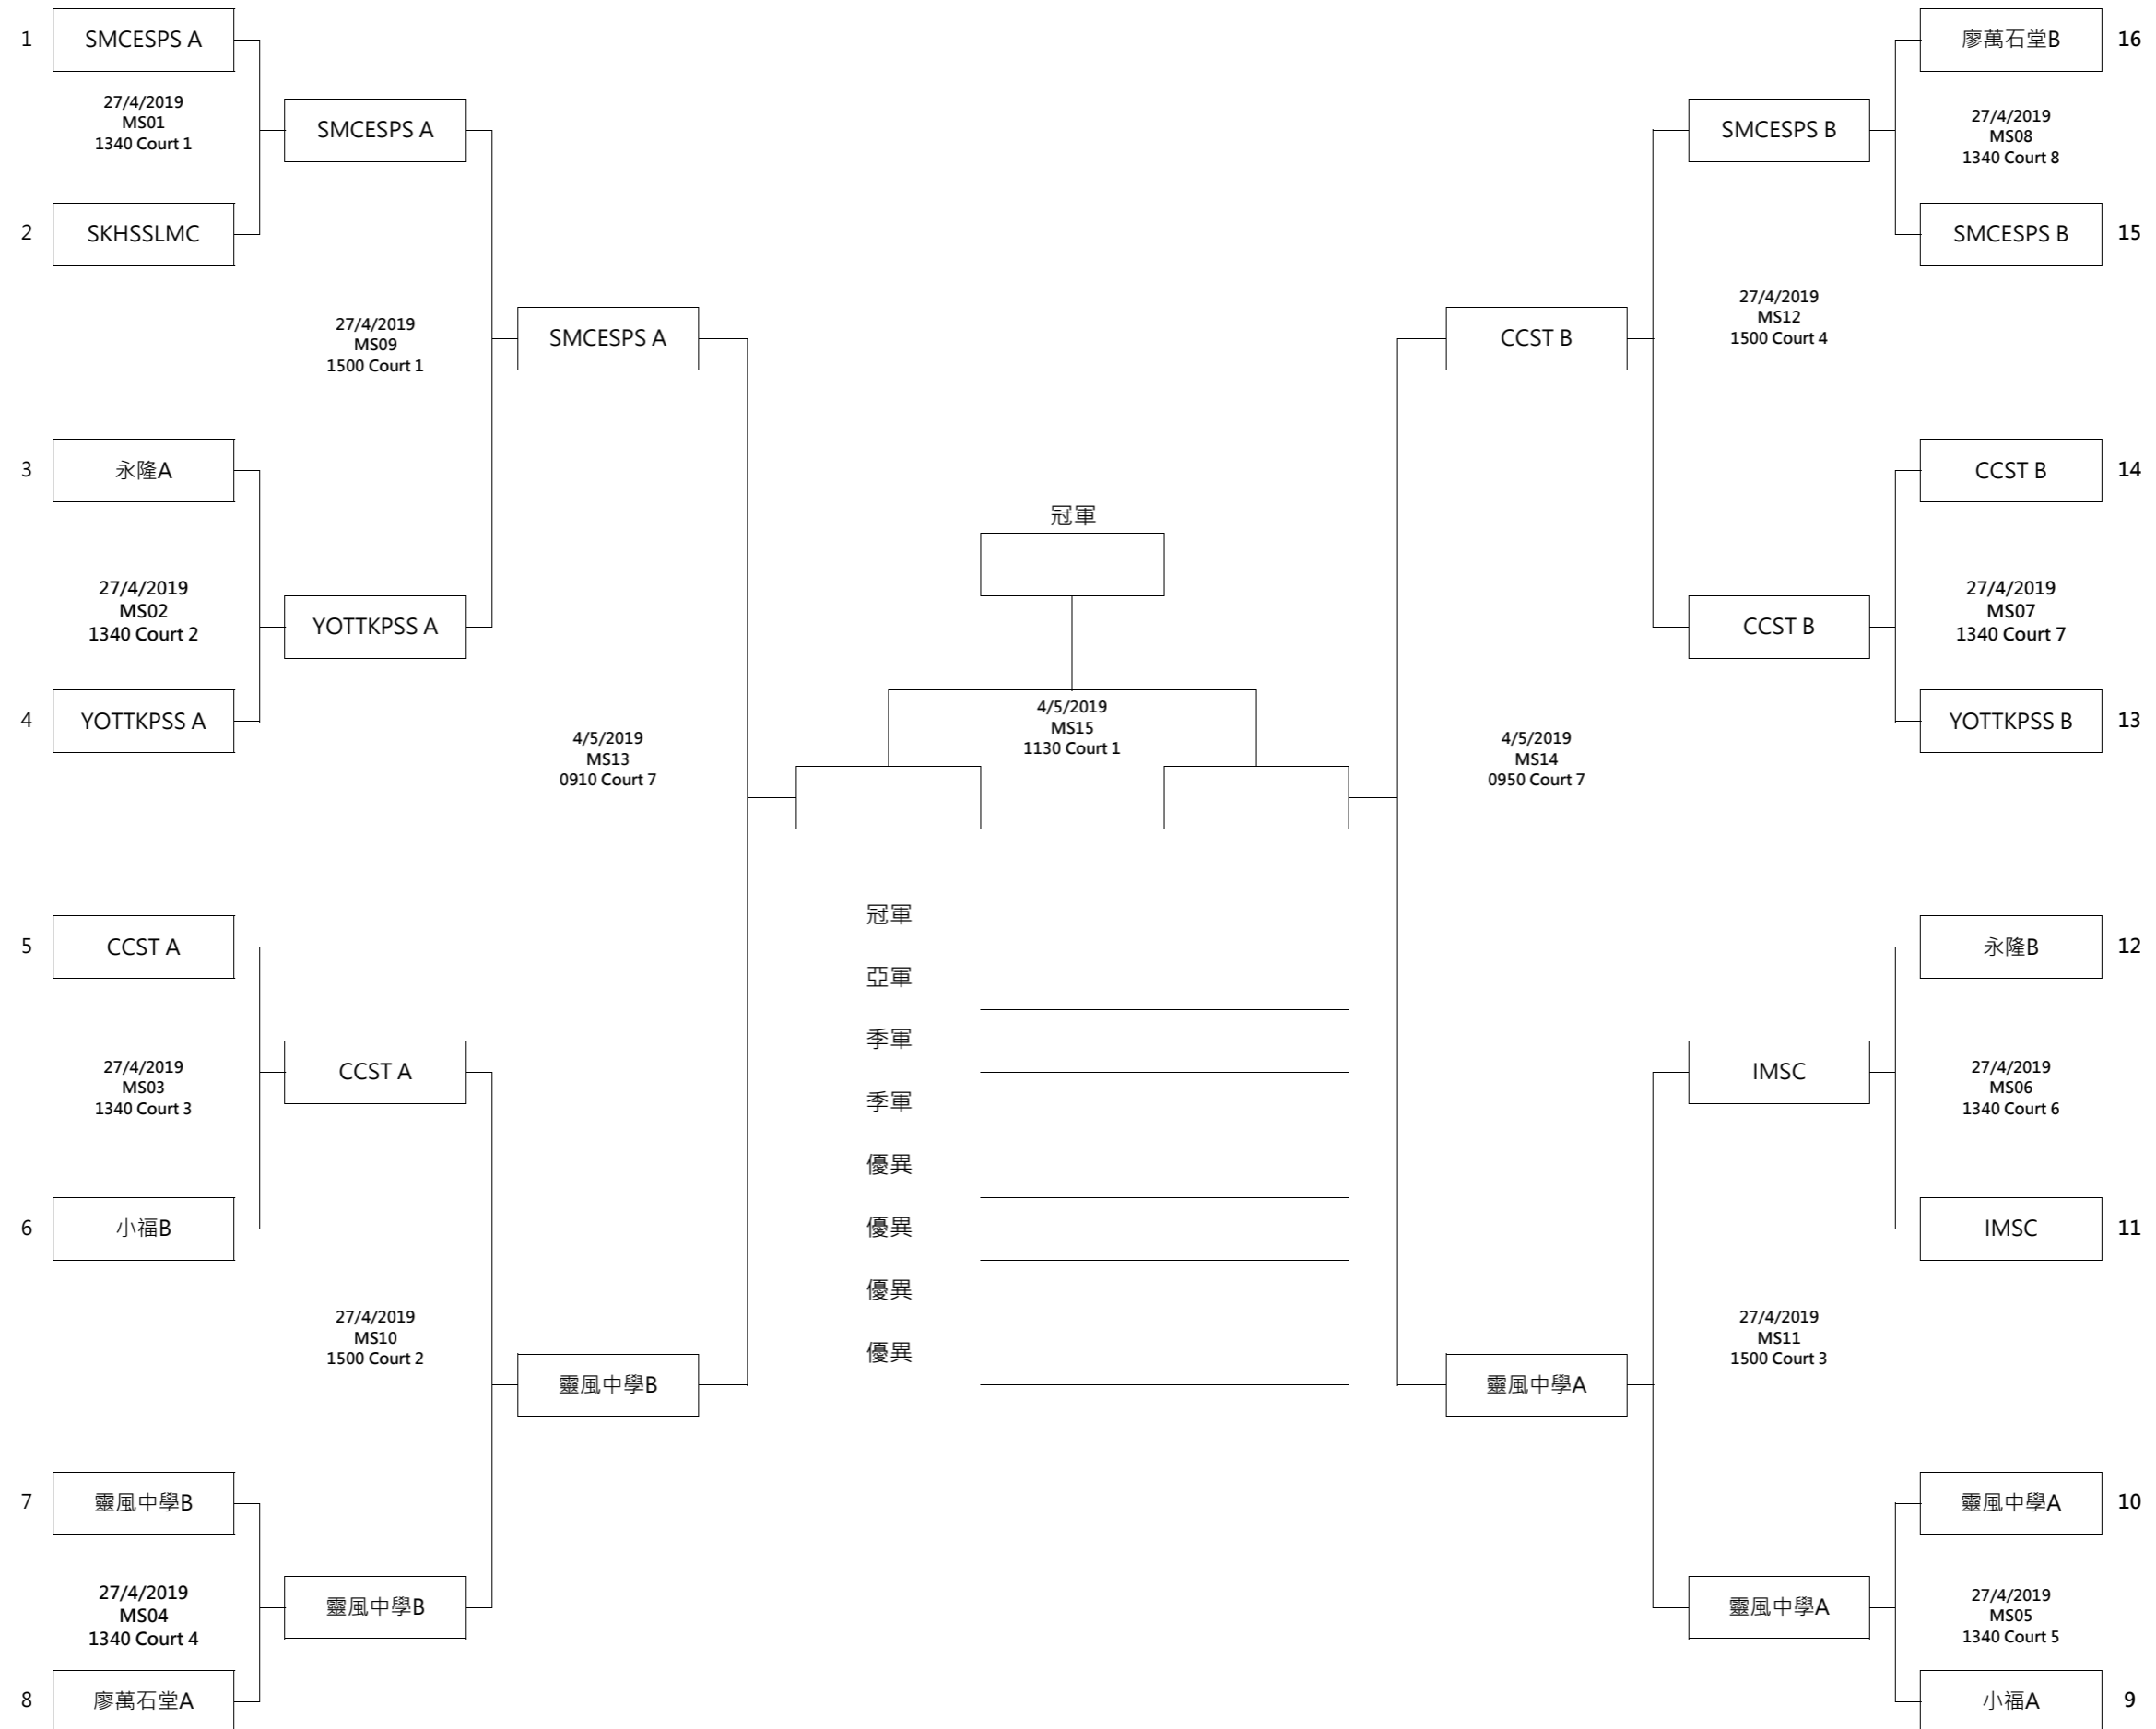 1
SMCESPS A
27/4/2019
MS01
1340 Court 1
SMCESPS A
2
SKHSSLMC
27/4/2019
MS09
1500 Court 1
SMCESPS A
3
永隆A
27/4/2019
MS02
1340 Court 2
YOTTKPSS A
4
YOTTKPSS A
4/5/2019
MS13
0910 Court 7
5
CCST A
27/4/2019
MS03
1340 Court 3
CCST A
6
小福B
27/4/2019
MS10
1500 Court 2
靈風中學B
7
靈風中學B
27/4/2019
MS04
1340 Court 4
靈風中學B
8
廖萬石堂A
冠軍
4/5/2019
MS15
1130 Court 1
冠軍
亞軍
季軍
季軍
優異
優異
優異
優異
廖萬石堂B
16
SMCESPS B
27/4/2019
MS08
1340 Court 8
SMCESPS B
15
27/4/2019
MS12
1500 Court 4
CCST B
CCST B
14
27/4/2019
MS07
1340 Court 7
CCST B
YOTTKPSS B
13
4/5/2019
MS14
0950 Court 7
永隆B
12
IMSC
27/4/2019
MS06
1340 Court 6
IMSC
11
27/4/2019
MS11
1500 Court 3
靈風中學A
靈風中學A
10
靈風中學A
27/4/2019
MS05
1340 Court 5
小福A
9